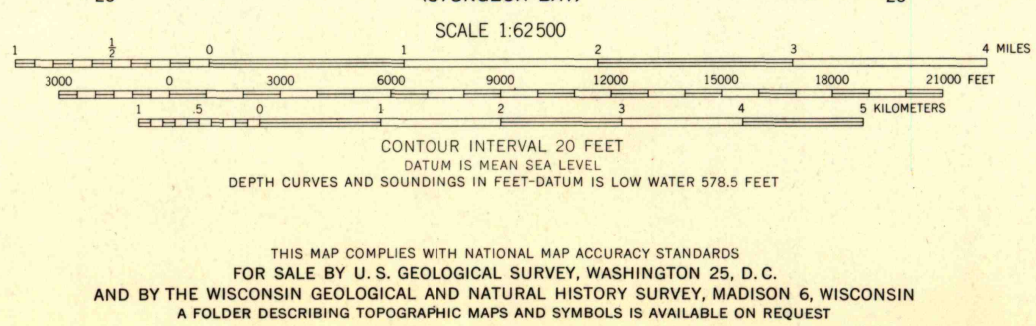 SCALE 1:62500
1 ½ 0 1 2 3 4 MILES
3000 0 3000 6000 9000 12000 15000 18000 21000 FEET
1 .5 0 1 2 3 4 5 KILOMETERS
CONTOUR INTERVAL 20 FEET
DATUM IS MEAN SEA LEVEL
DEPTH CURVES AND SOUNDINGS IN FEET-DATUM IS LOW WATER 578.5 FEET
THIS MAP COMPLIES WITH NATIONAL MAP ACCURACY STANDARDS
FOR SALE BY U. S. GEOLOGICAL SURVEY, WASHINGTON 25, D. C.
AND BY THE WISCONSIN GEOLOGICAL AND NATURAL HISTORY SURVEY, MADISON 6, WISCONSIN
A FOLDER DESCRIBING TOPOGRAPHIC MAPS AND SYMBOLS IS AVAILABLE ON REQUEST